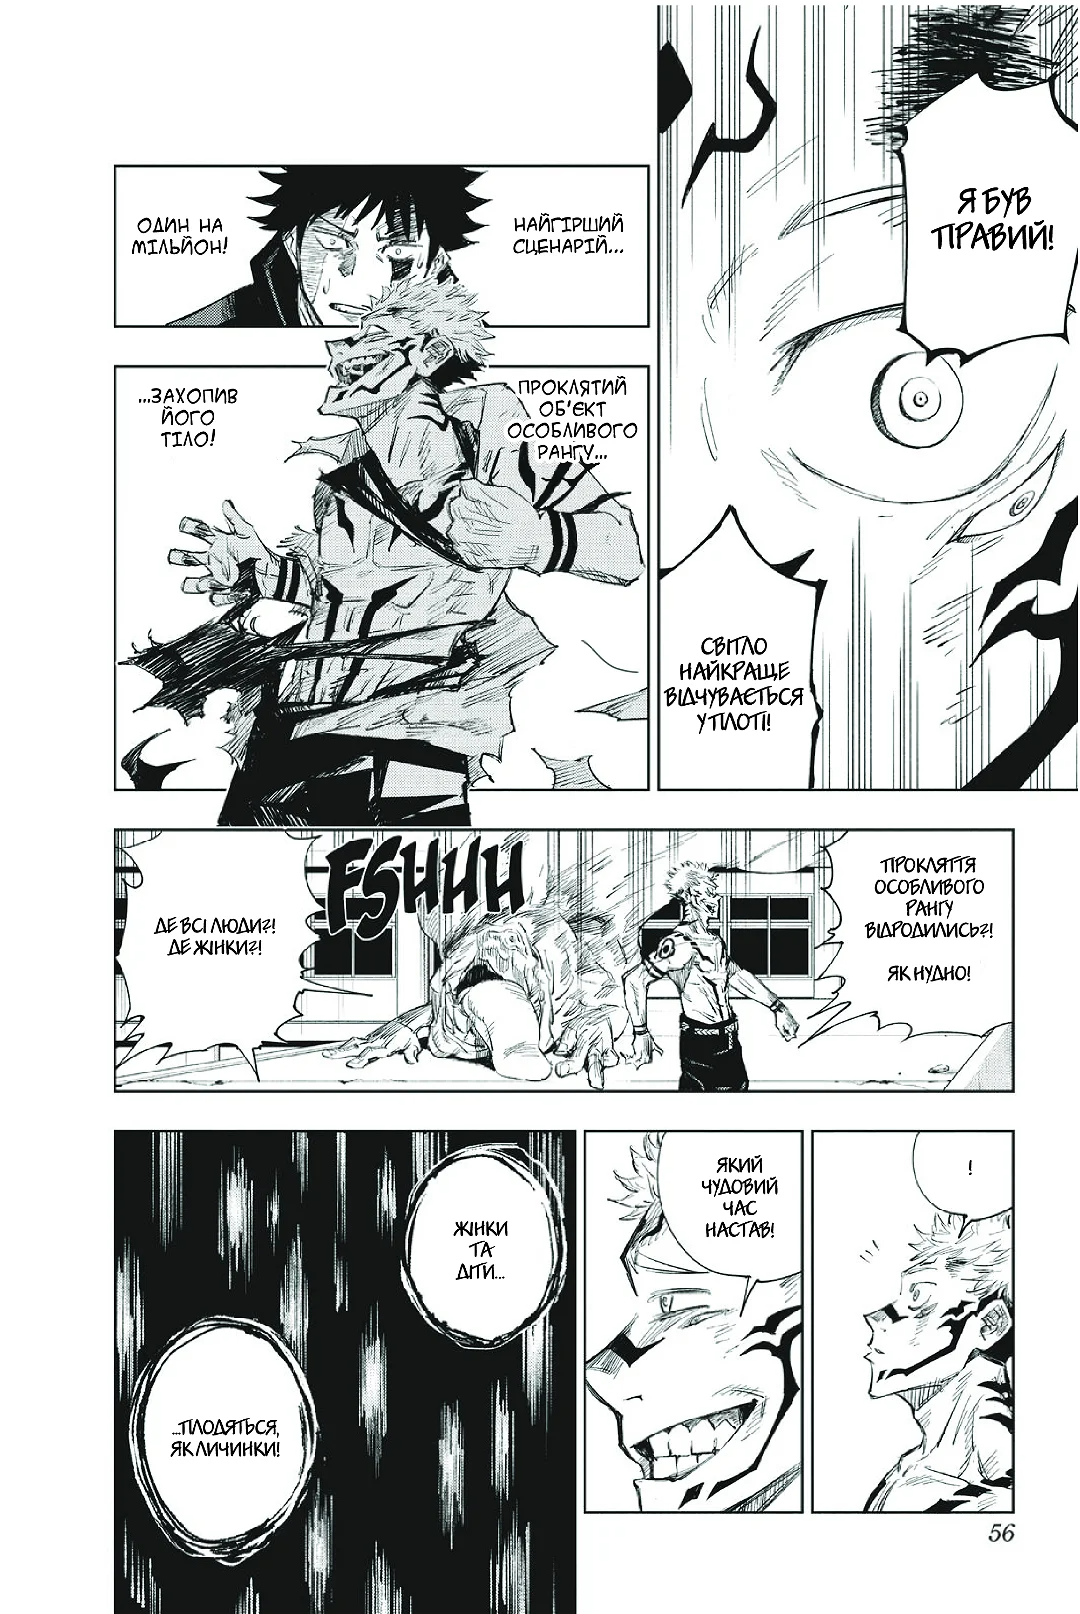 Я БУВ
ПРАВИЙ!
СВІТЛО
НАЙКРАЩЕ
ВІДЧУВАЄТЬСЯ
У ПЛОТІ!
НАЙГІРШИЙ
СЦЕНАРІЙ...
ОДИН НА
МІЛЬЙОН!
ПРОКЛЯТИЙ
ОБ'ЄКТ
ОСОБЛИВОГО
РАНГУ...
...ЗАХОПИВ
ЙОГО
ТІЛО!
ПРОКЛЯТТЯ
ОСОБЛИВОГО
РАНГУ
ВІДРОДИЛИСЬ?!
ЯК НУДНО!
FSHHH
ДЕ ВСІ ЛЮДИ?!
ДЕ ЖІНКИ?!
!
ЯКИЙ
ЧУДОВИЙ
ЧАС
НАСТАВ!
ЖІНКИ
ТА
ДІТИ...
...ПЛОДЯТЬСЯ,
ЯК ЛИЧИНКИ!
56